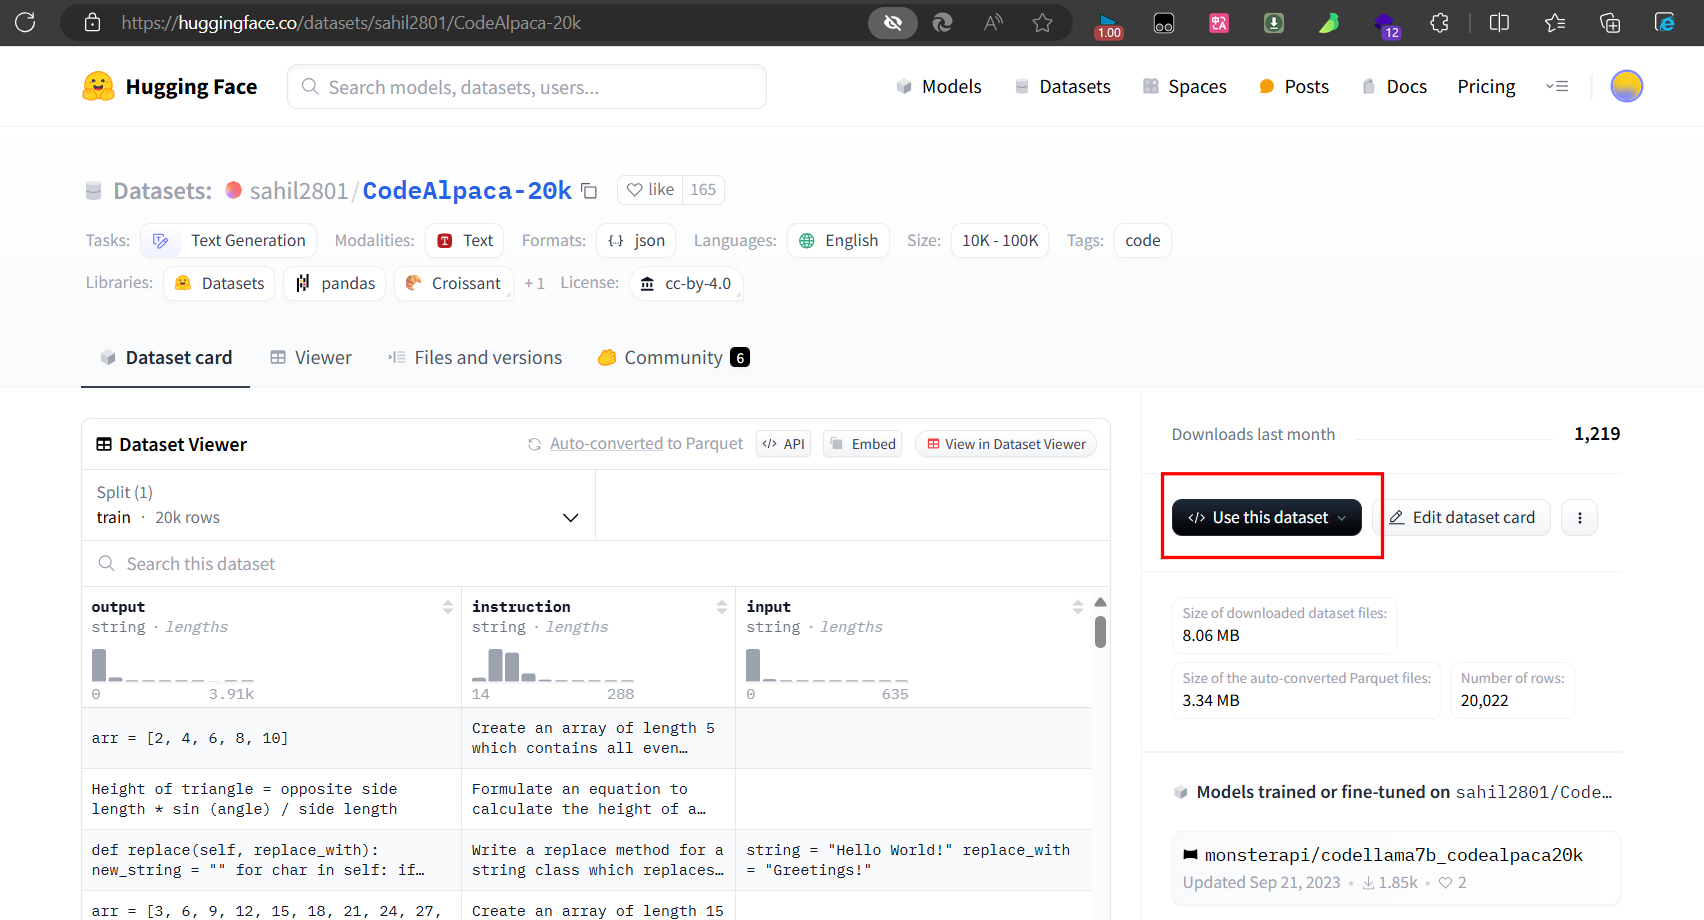 https://huggingface.co/datasets/sahil2801/CodeAlpaca-20k
1.00
12
Hugging Face
Search models, datasets, users...
Models
Datasets
Spaces
Posts
Docs
Pricing
Datasets: sahil2801/CodeAlpaca-20k
like 165
Tasks: Text Generation Modalities: Text Formats: json Languages: English Size: 10K - 100K Tags: code
Libraries: Datasets pandas Croissant + 1 License: cc-by-4.0
Dataset card
Viewer
Files and versions
Community 6
Dataset Viewer
Auto-converted to Parquet
</> API
Embed
View in Dataset Viewer
Split (1)
train · 20k rows
Search this dataset
output
string · lengths
0 3.91k
instruction
string · lengths
14 288
input
string · lengths
0 635
arr = [2, 4, 6, 8, 10]
Create an array of length 5
which contains all even…
Height of triangle = opposite side
length * sin (angle) / side length
Formulate an equation to
calculate the height of a…
def replace(self, replace_with):
new_string = "" for char in self: if…
Write a replace method for a
string class which replaces…
string = "Hello World!" replace_with
= "Greetings!"
arr = [3, 6, 9, 12, 15, 18, 21, 24, 27,
Create an array of length 15
Downloads last month
1,219
</> Use this dataset
Edit dataset card
Size of downloaded dataset files:
8.06 MB
Size of the auto-converted Parquet files:
3.34 MB
Number of rows:
20,022
Models trained or fine-tuned on sahil2801/Code…
monsterapi/codellama7b_codealpaca20k
Updated Sep 21, 2023 • 1.85k • 2